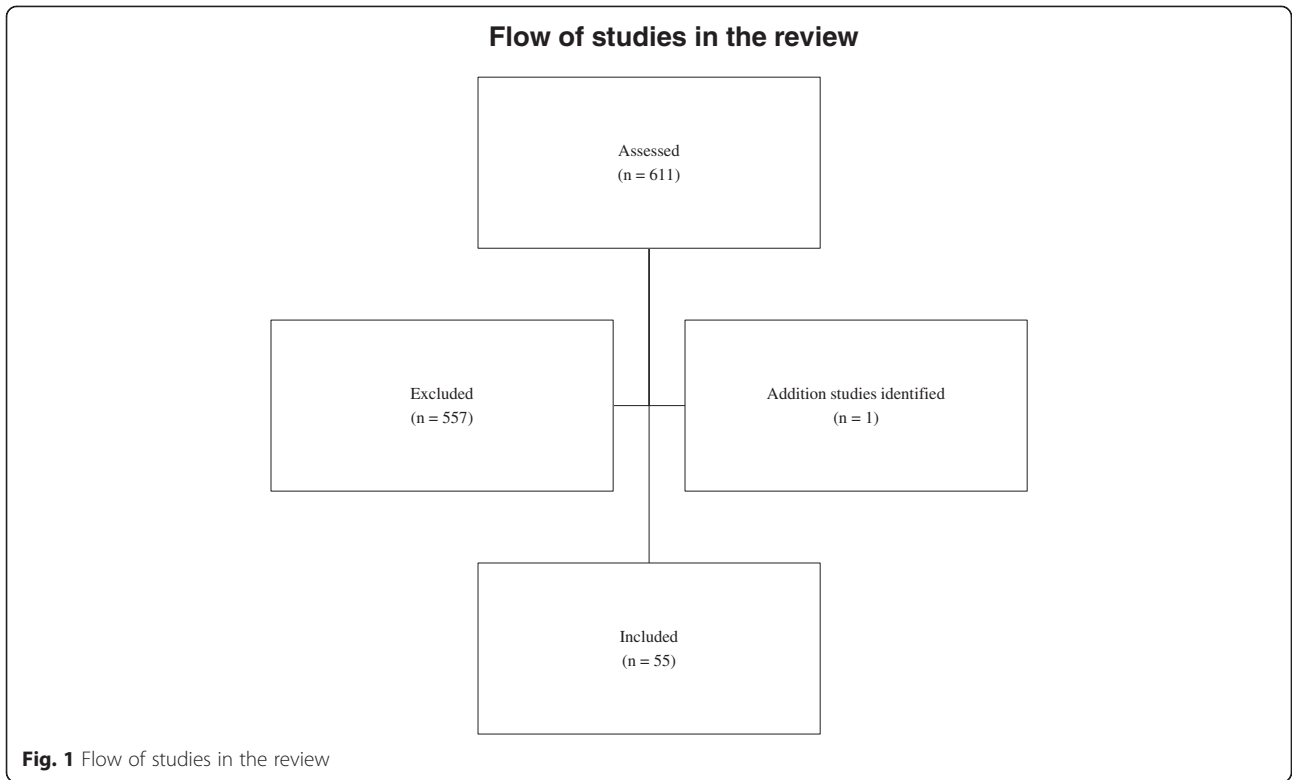 Flow of studies in the review
Assessed
(n = 611)
Excluded
(n = 557)
Addition studies identified
(n = 1)
Included
(n = 55)
Fig. 1 Flow of studies in the review